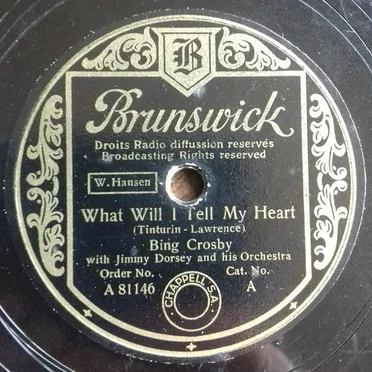 B
Brunswick
Droits Radio diffussion reservés
Broadcasting Rights reserved
W. Hansen
What Will I Tell My Heart
(Tinturin - Lawrence)
Bing Crosby
with Jimmy Dorsey and his Orchestra
Order No. Cat. No.
A 81146 A
CHAPPELL S.A.